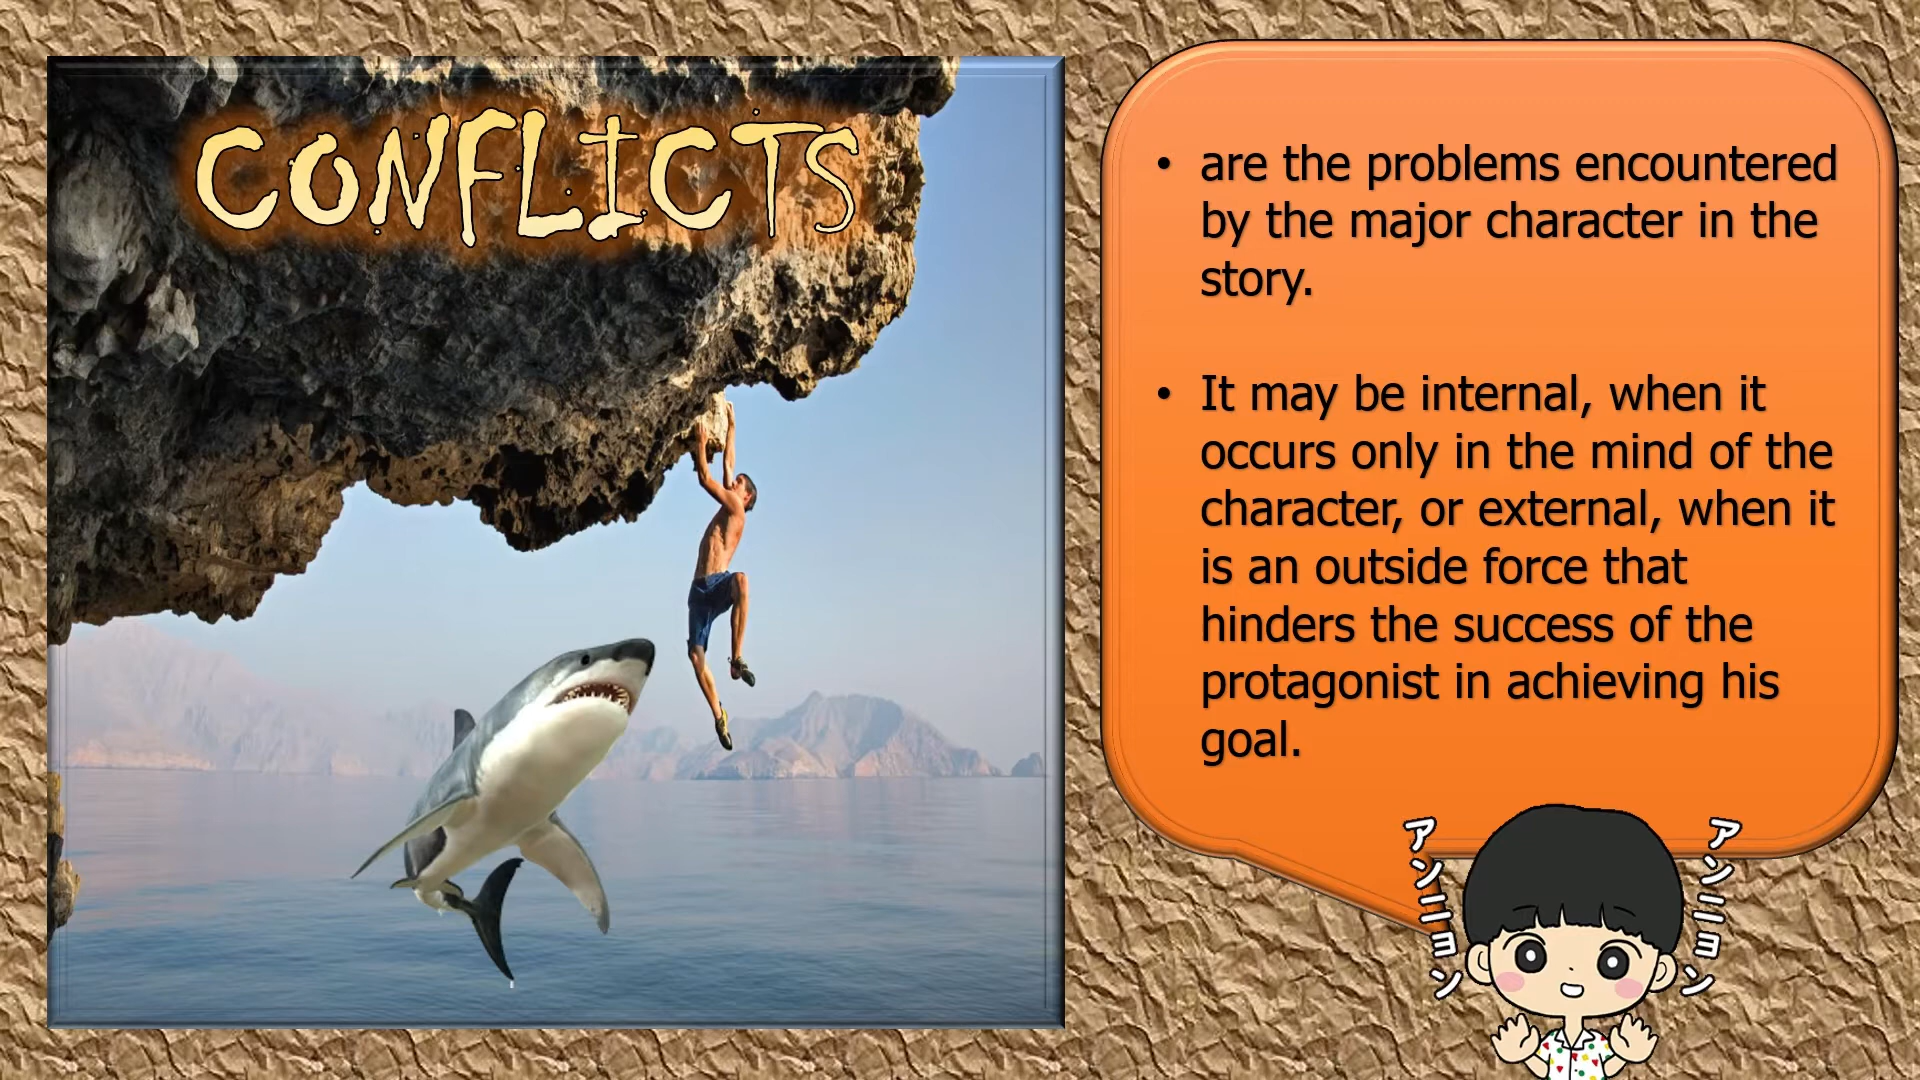 CONFLICTS
• are the problems encountered
by the major character in the
story.
• It may be internal, when it
occurs only in the mind of the
character, or external, when it
is an outside force that
hinders the success of the
protagonist in achieving his
goal.
アンニョン
アンニョン